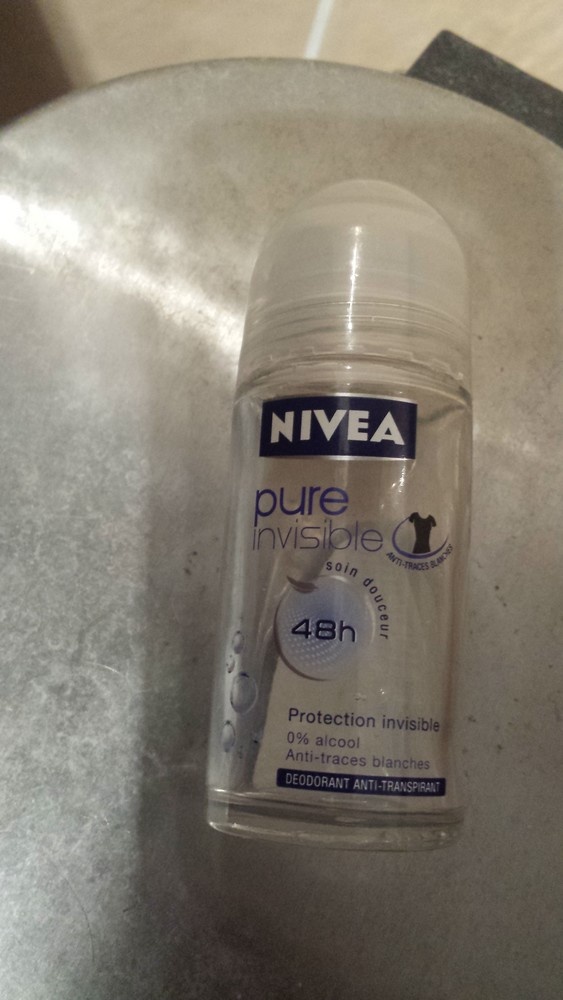 NIVEA
pure
invisible
ANTI-TRACES BLANCHES
soin douceur
48h
Protection invisible
0% alcool
Anti-traces blanches
DEODORANT ANTI-TRANSPIRANT